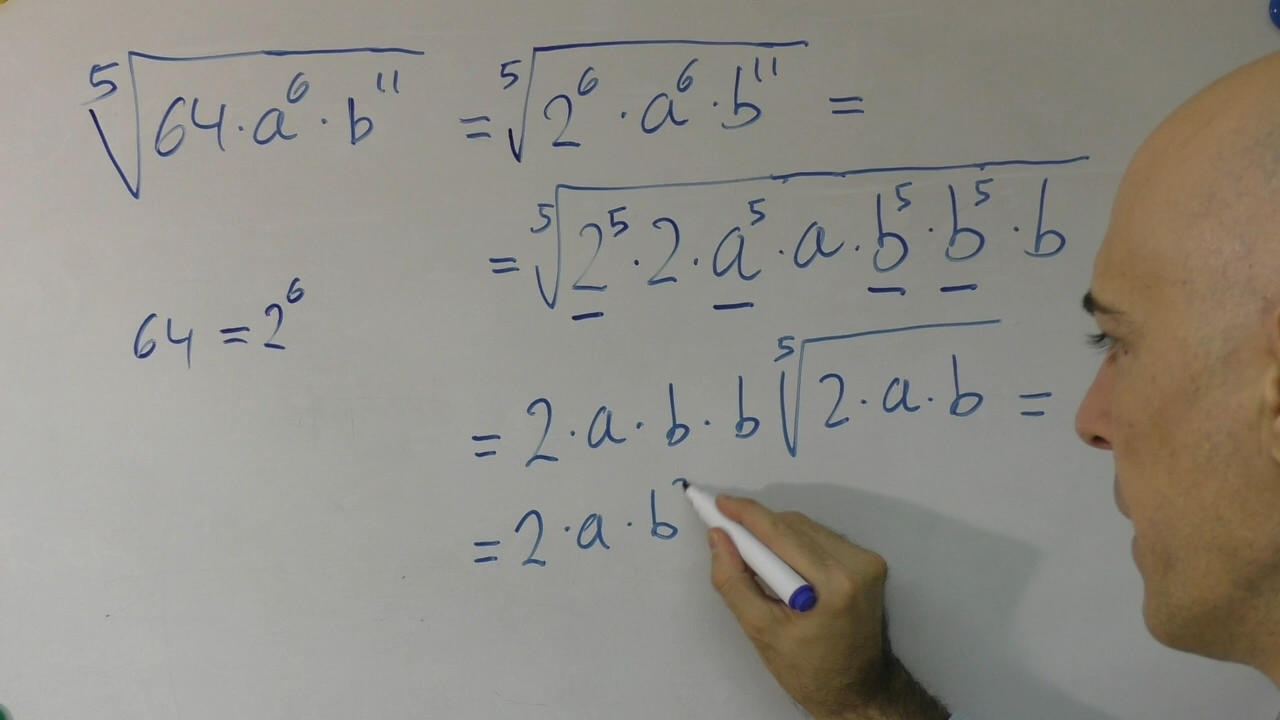 ⁵√(64·a⁶·b¹¹) = ⁵√(2⁶·a⁶·b¹¹) =
= ⁵√(2⁵·2·a⁵·a·b⁵·b⁵·b)
64 = 2⁶
= 2·a·b·b ⁵√(2·a·b) =
= 2·a·b